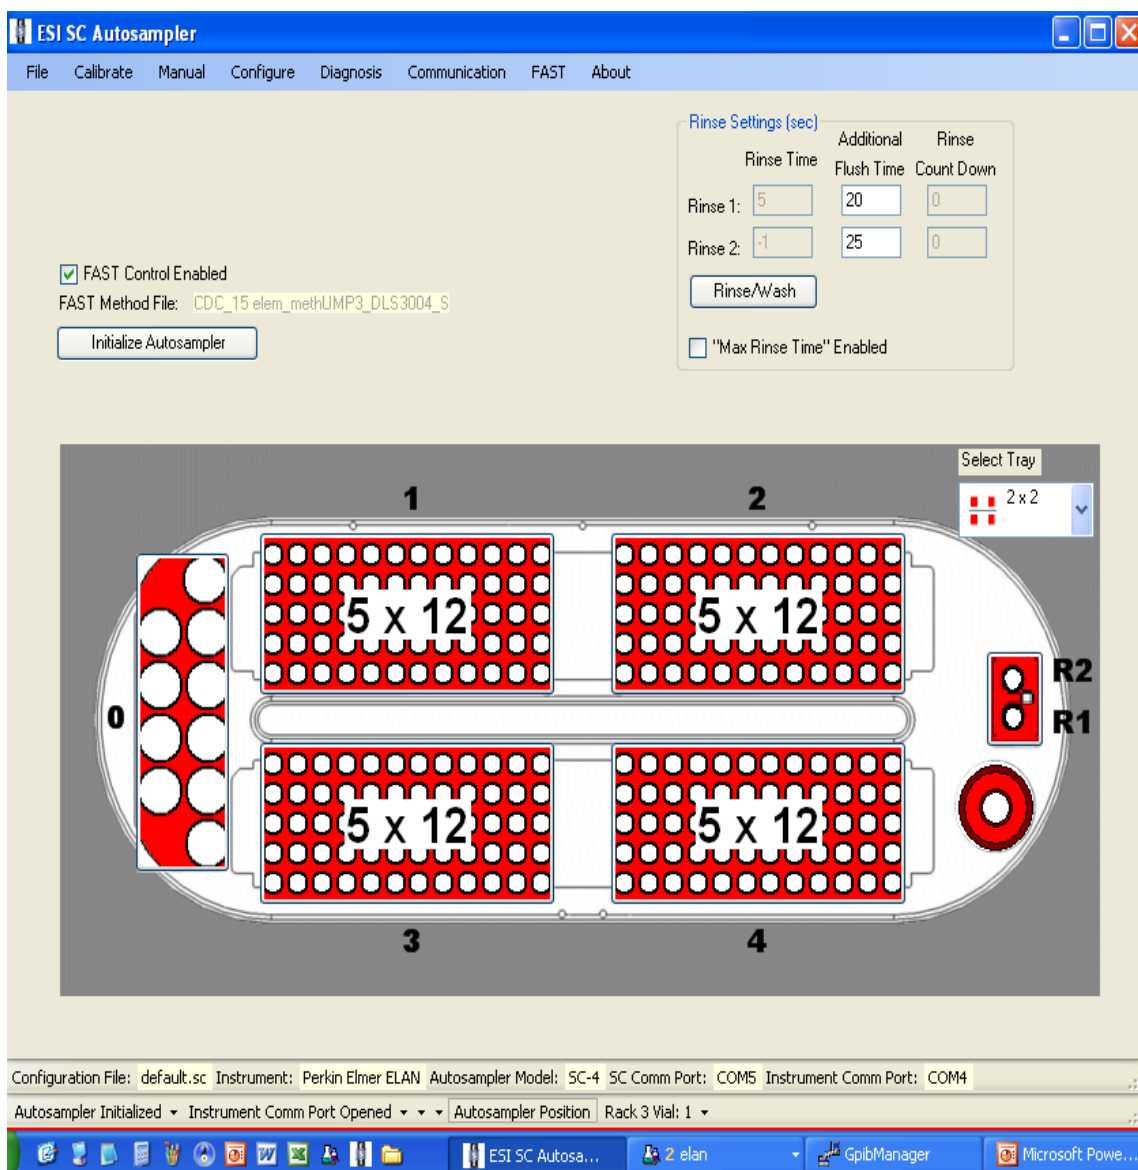 ESI SC Autosampler
File Calibrate Manual Configure Diagnosis Communication FAST About
Rinse Settings (sec)
Rinse Time Additional Flush Time Rinse Count Down
Rinse 1: 5 20 0
Rinse 2: -1 25 0
Rinse/Wash
"Max Rinse Time" Enabled
FAST Control Enabled
FAST Method File: CDC_15 elem_methUMP3_DLS3004_S
Initialize Autosampler
Select Tray
2 x 2
1 2
5 x 12 5 x 12
0
R2
R1
5 x 12 5 x 12
3 4
Configuration File: default.sc Instrument: Perkin Elmer ELAN Autosampler Model: SC-4 SC Comm Port: COM5 Instrument Comm Port: COM4
Autosampler Initialized Instrument Comm Port Opened Autosampler Position Rack 3 Vial: 1
ESI SC Autosa... 2 elan GpibManager Microsoft Powe...